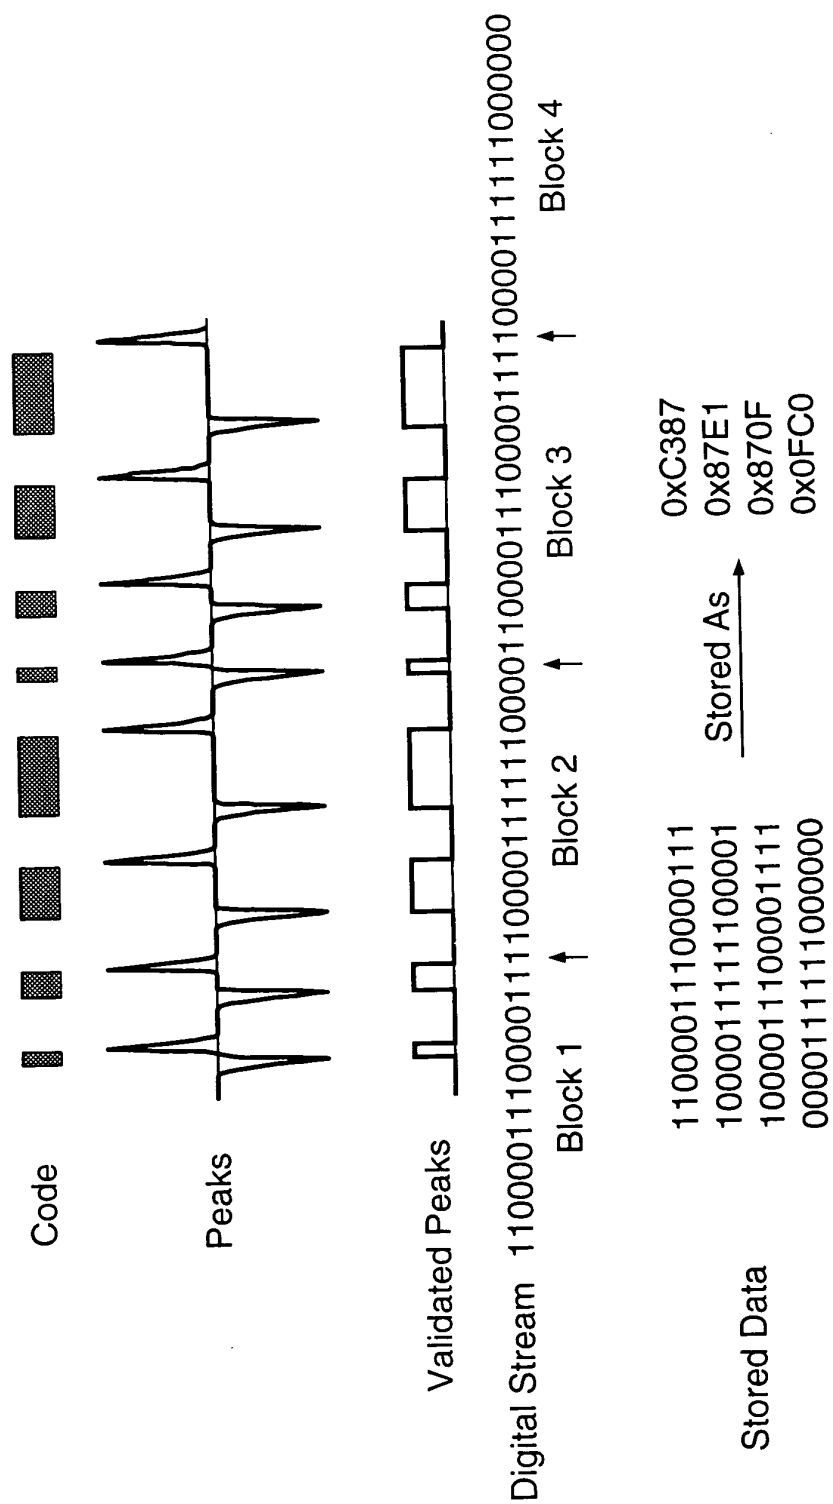 Code
Peaks
Validated Peaks
Digital Stream 1100001110000111100001111110000110000111000011110000111111000000
Block 1 Block 2 Block 3 Block 4
Stored Data
1100001110000111
1000011111100001
1000011100001111
0000111111000000
Stored As
0xC387
0x87E1
0x870F
0x0FC0